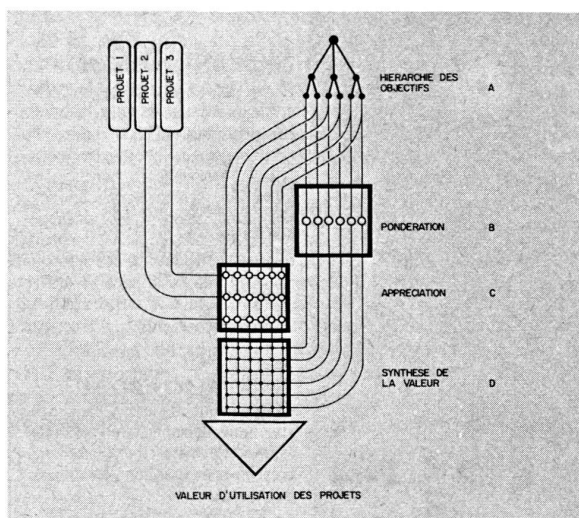 PROJET 1
PROJET 2
PROJET 3
HIERARCHIE DES
OBJECTIFS
A
PONDERATION
B
APPRECIATION
C
SYNTHESE DE
LA VALEUR
D
VALEUR D'UTILISATION DES PROJETS